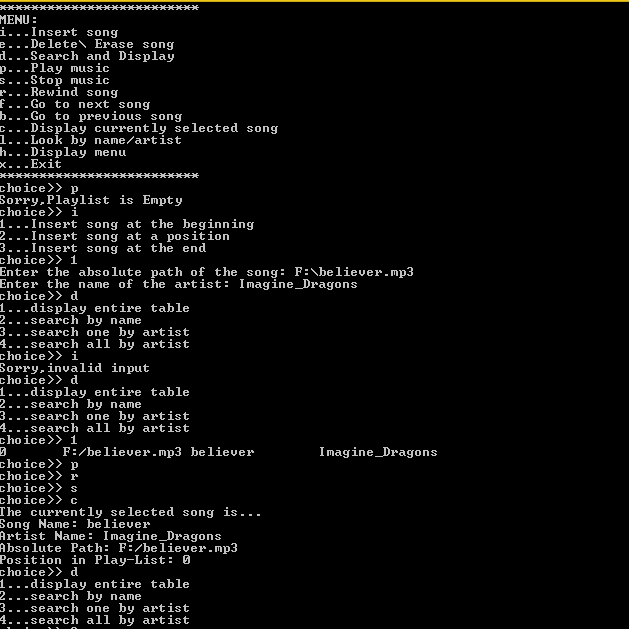 *************************
MENU:
i...Insert song
e...Delete\ Erase song
d...Search and Display
p...Play music
s...Stop music
r...Rewind song
f...Go to next song
b...Go to previous song
c...Display currently selected song
l...Look by name/artist
h...Display menu
x...Exit
*************************
choice>> p
Sorry,Playlist is Empty
choice>> i
1...Insert song at the beginning
2...Insert song at a position
3...Insert song at the end
choice>> 1
Enter the absolute path of the song: F:\believer.mp3
Enter the name of the artist: Imagine_Dragons
choice>> d
1...display entire table
2...search by name
3...search one by artist
4...search all by artist
choice>> i
Sorry,invalid input
choice>> d
1...display entire table
2...search by name
3...search one by artist
4...search all by artist
choice>> 1
0 F:/believer.mp3 believer Imagine_Dragons
choice>> p
choice>> r
choice>> s
choice>> c
The currently selected song is...
Song Name: believer
Artist Name: Imagine_Dragons
Absolute Path: F:/believer.mp3
Position in Play-List: 0
choice>> d
1...display entire table
2...search by name
3...search one by artist
4...search all by artist